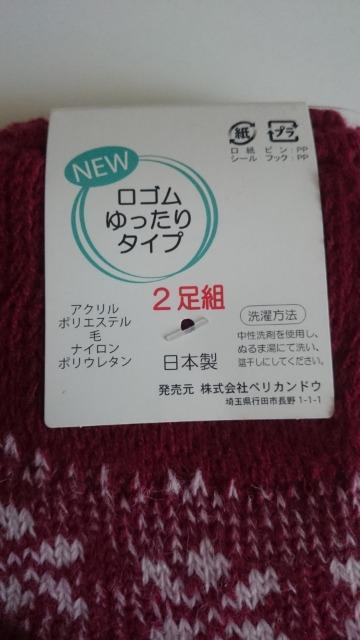 NEW
口ゴム
ゆったり
タイプ
紙
プラ
口紙
シール
ピン:PP
フック:PP
2足組
アクリル
ポリエステル
毛
ナイロン
ポリウレタン
日本製
洗濯方法
中性洗剤を使用し、
ぬるま湯にて洗い、
陰干しにしてください。
発売元 株式会社ペリカンドウ
埼玉県行田市長野1-1-1